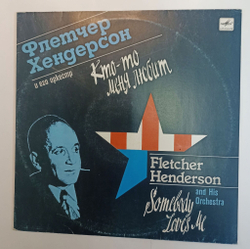 Флетчер
Хендерсон
и его оркестр
Кто-то
меня любит
Fletcher
Henderson
and His
Orchestra
Somebody
Loves Me